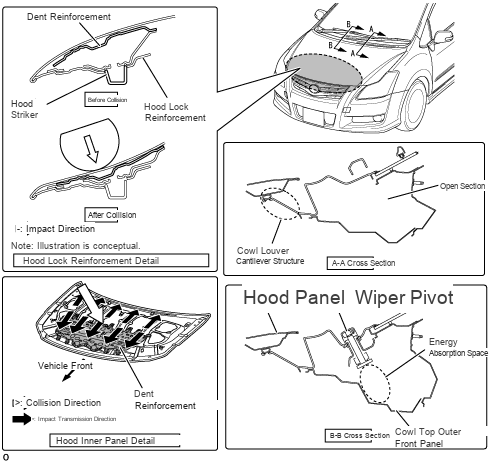 Dent Reinforcement
Hood
Striker
Before Collision
Hood Lock
Reinforcement
After Collision
: Impact Direction
Note: Illustration is conceptual.
Hood Lock Reinforcement Detail
B
A
B
A
Open Section
Cowl Louver
Cantilever Structure
A-A Cross Section
Vehicle Front
Dent
Reinforcement
: Collision Direction
: Impact Transmission Direction
Hood Inner Panel Detail
Hood Panel Wiper Pivot
Energy
Absorption Space
Cowl Top Outer
Front Panel
B-B Cross Section
o